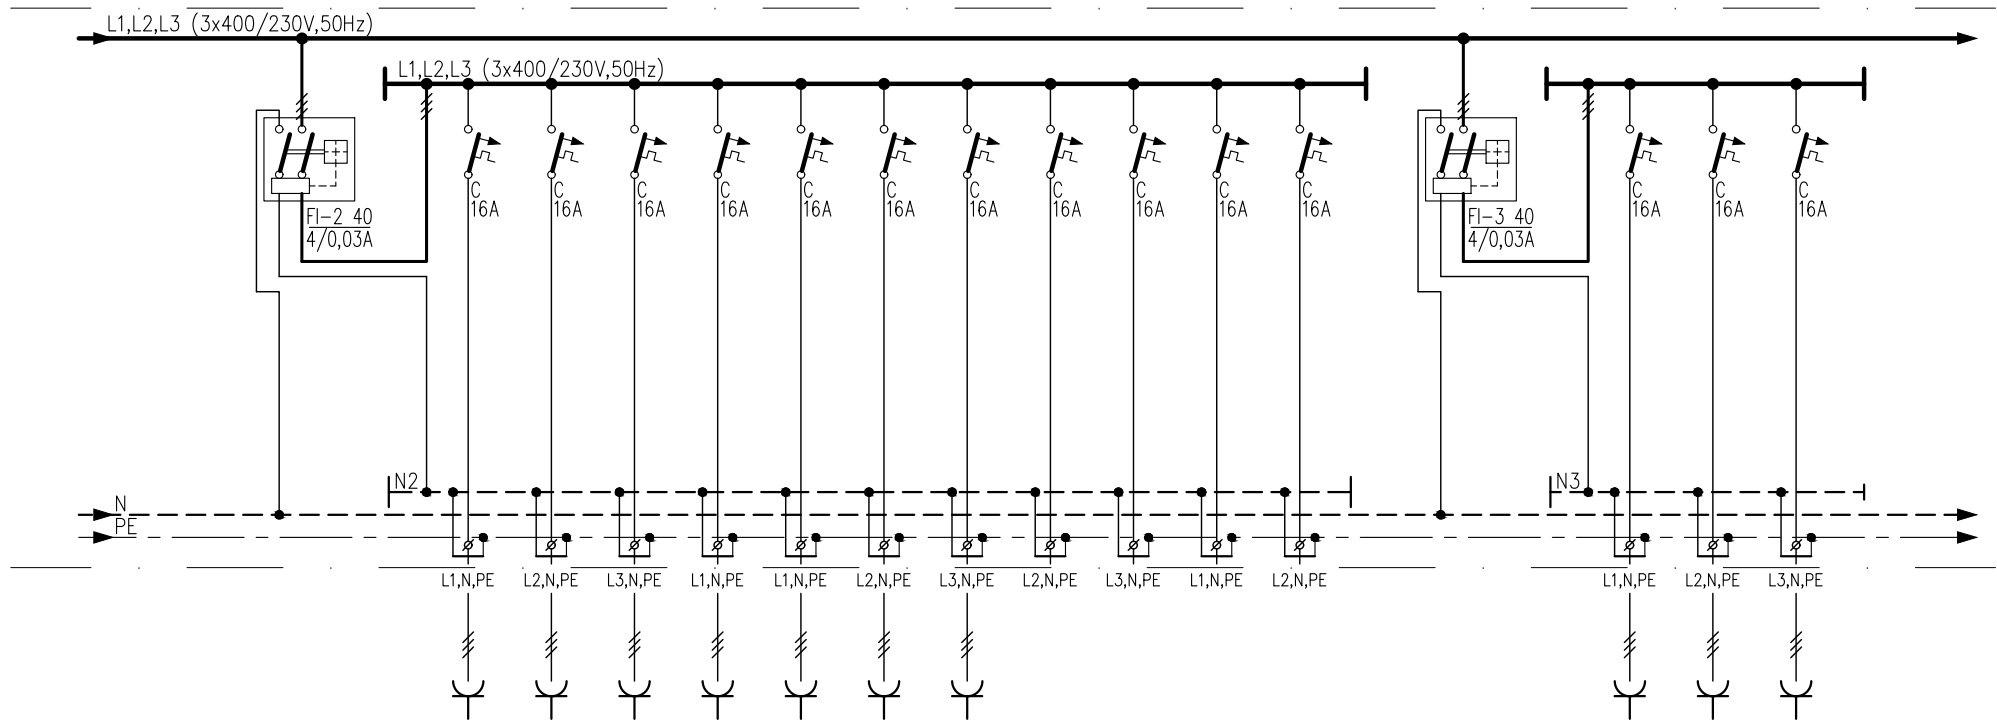 L1,L2,L3 (3x400/230V,50Hz)
L1,L2,L3 (3x400/230V,50Hz)
C
16A
C
16A
C
16A
C
16A
C
16A
C
16A
C
16A
C
16A
C
16A
C
16A
C
16A
C
16A
C
16A
C
16A
FI-2 40
4/0,03A
FI-3 40
4/0,03A
N2
N3
N
PE
L1,N,PE
L2,N,PE
L3,N,PE
L1,N,PE
L1,N,PE
L2,N,PE
L3,N,PE
L2,N,PE
L3,N,PE
L1,N,PE
L2,N,PE
L1,N,PE
L2,N,PE
L3,N,PE